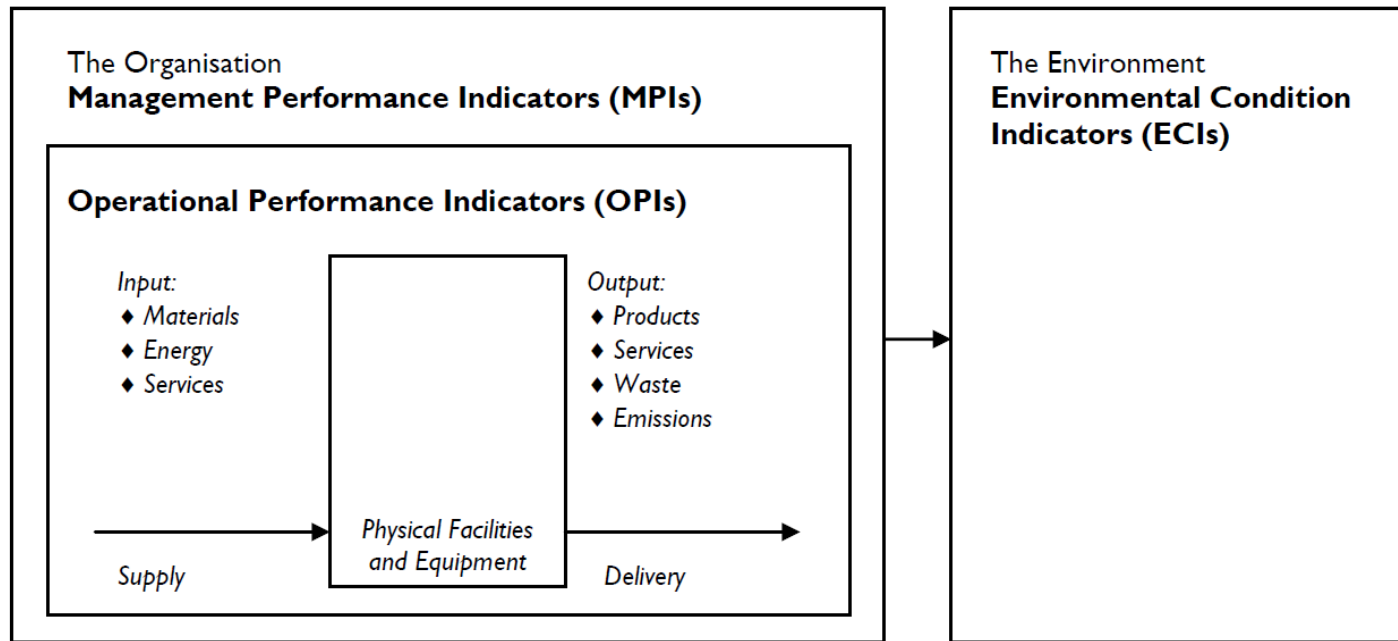 The Organisation
Management Performance Indicators (MPIs)
Operational Performance Indicators (OPIs)
Input:
♦ Materials
♦ Energy
♦ Services
Supply
Physical Facilities
and Equipment
Output:
♦ Products
♦ Services
♦ Waste
♦ Emissions
Delivery
The Environment
Environmental Condition
Indicators (ECIs)